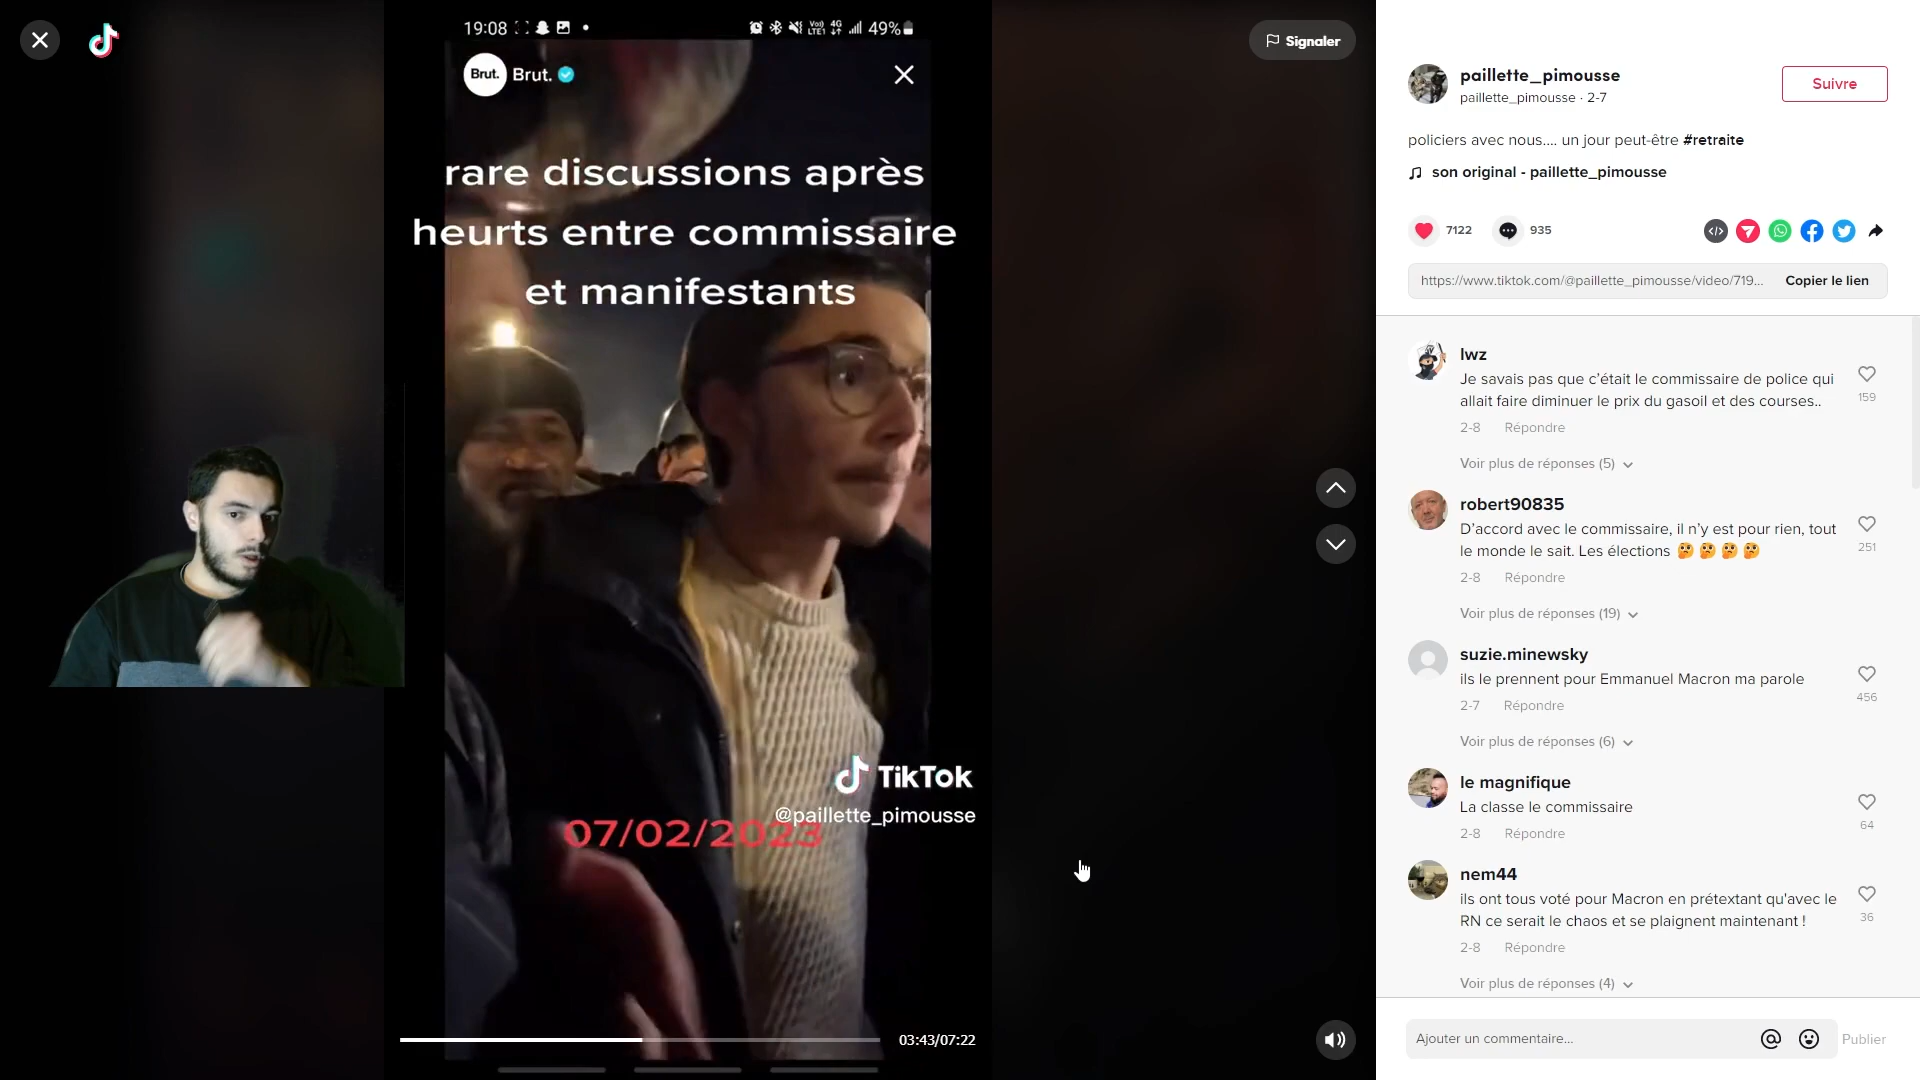 19:08
Vo)) LTE1 4G 49%
Signaler
Brut. Brut.
rare discussions après
heurts entre commissaire
et manifestants
TikTok
@paillette_pimousse
07/02/2023
03:43/07:22
paillette_pimousse
paillette_pimousse · 2-7
Suivre
policiers avec nous.... un jour peut-être #retraite
son original - paillette_pimousse
7122 935
https://www.tiktok.com/@paillette_pimousse/video/719... Copier le lien
lwz
Je savais pas que c’était le commissaire de police qui
allait faire diminuer le prix du gasoil et des courses..
159
2-8 Répondre
Voir plus de réponses (5)
robert90835
D’accord avec le commissaire, il n’y est pour rien, tout
le monde le sait. Les élections 🤔 🤔 🤔 🤔
251
2-8 Répondre
Voir plus de réponses (19)
suzie.minewsky
ils le prennent pour Emmanuel Macron ma parole
456
2-7 Répondre
Voir plus de réponses (6)
le magnifique
La classe le commissaire
64
2-8 Répondre
nem44
ils ont tous voté pour Macron en prétextant qu'avec le
RN ce serait le chaos et se plaignent maintenant !
36
2-8 Répondre
Voir plus de réponses (4)
Ajouter un commentaire... Publier